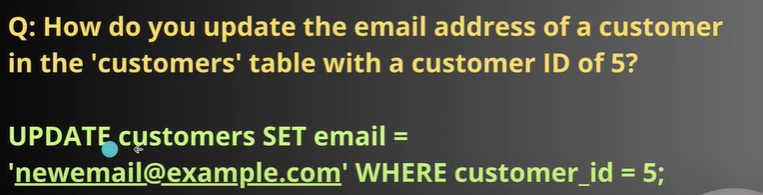 Q: How do you update the email address of a customer
in the 'customers' table with a customer ID of 5?
UPDATE customers SET email =
'newemail@example.com' WHERE customer_id = 5;